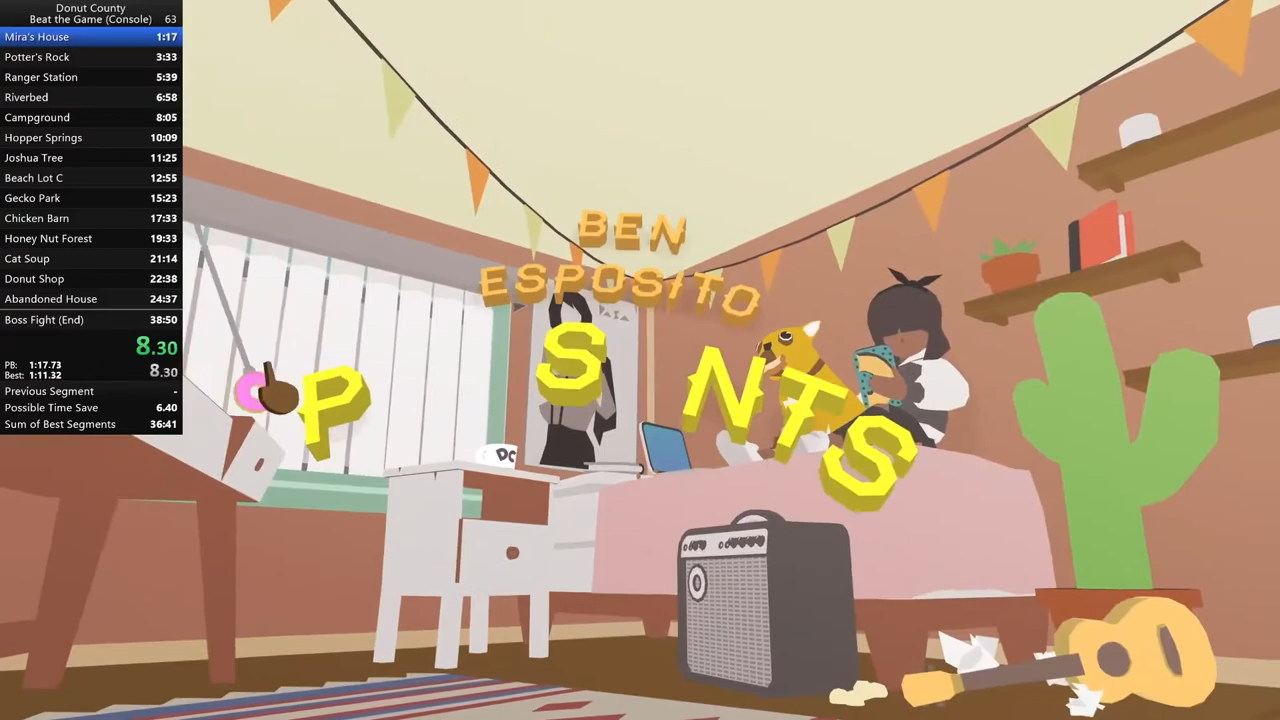 Donut County
Beat the Game (Console) 63
Mira's House 1:17
Potter's Rock 3:33
Ranger Station 5:39
Riverbed 6:58
Campground 8:05
Hopper Springs 10:09
Joshua Tree 11:25
Beach Lot C 12:55
Gecko Park 15:23
Chicken Barn 17:33
Honey Nut Forest 19:33
Cat Soup 21:14
Donut Shop 22:38
Abandoned House 24:37
Boss Fight (End) 38:50
8.30
PB: 1:17.73
Best: 1:11.32 8.30
Previous Segment -
Possible Time Save 6.40
Sum of Best Segments 36:41
BEN
ESPOSITO
P S NTS
DC